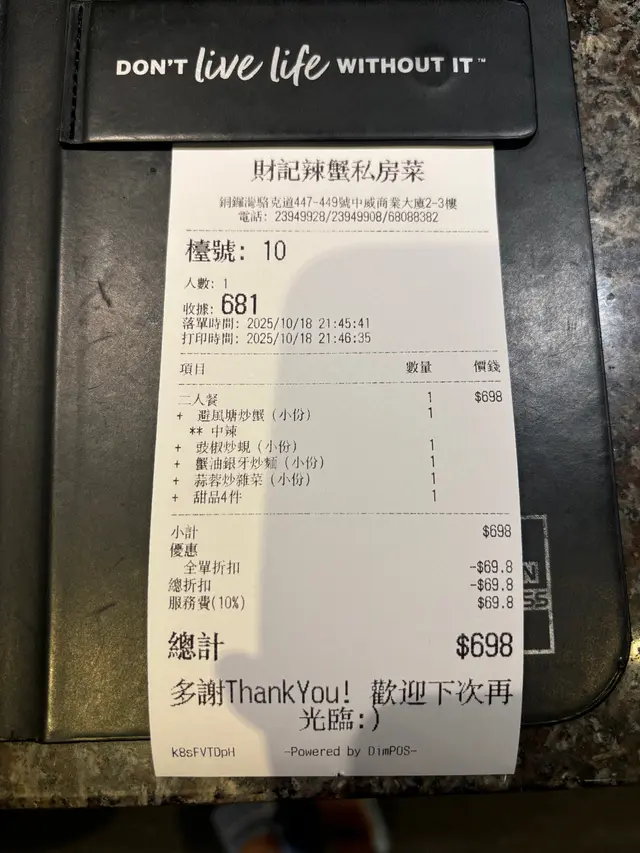 DON'T live life WITHOUT IT™
財記辣蟹私房菜
銅鑼灣駱克道447-449號中威商業大廈2-3樓
電話: 23949928/23949908/68088382
檯號: 10
人數: 1
收據: 681
落單時間: 2025/10/18 21:45:41
打印時間: 2025/10/18 21:46:35
項目 數量 價錢
二人餐 1 $698
+ 避風塘炒蟹(小份) 1
** 中辣
+ 豉椒炒蜆(小份) 1
+ 蟹油銀牙炒麵(小份) 1
+ 蒜蓉炒雜菜(小份) 1
+ 甜品4件 1
小計 $698
優惠
全單折扣 -$69.8
總折扣 -$69.8
服務費(10%) $69.8
總計 $698
多謝ThankYou! 歡迎下次再
光臨:)
k8sFVTDpH -Powered by DimPOS-